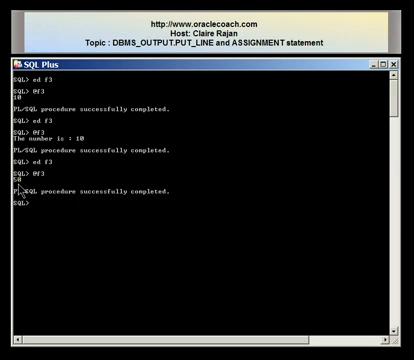 http://www.oraclecoach.com
Host: Claire Rajan
Topic : DBMS_OUTPUT.PUT_LINE and ASSIGNMENT statement
SQL Plus
SQL> ed f3
SQL> @f3
10
PL/SQL procedure successfully completed.
SQL> ed f3
SQL> @f3
The number is : 10
PL/SQL procedure successfully completed.
SQL> ed f3
SQL> @f3
50
PL/SQL procedure successfully completed.
SQL>